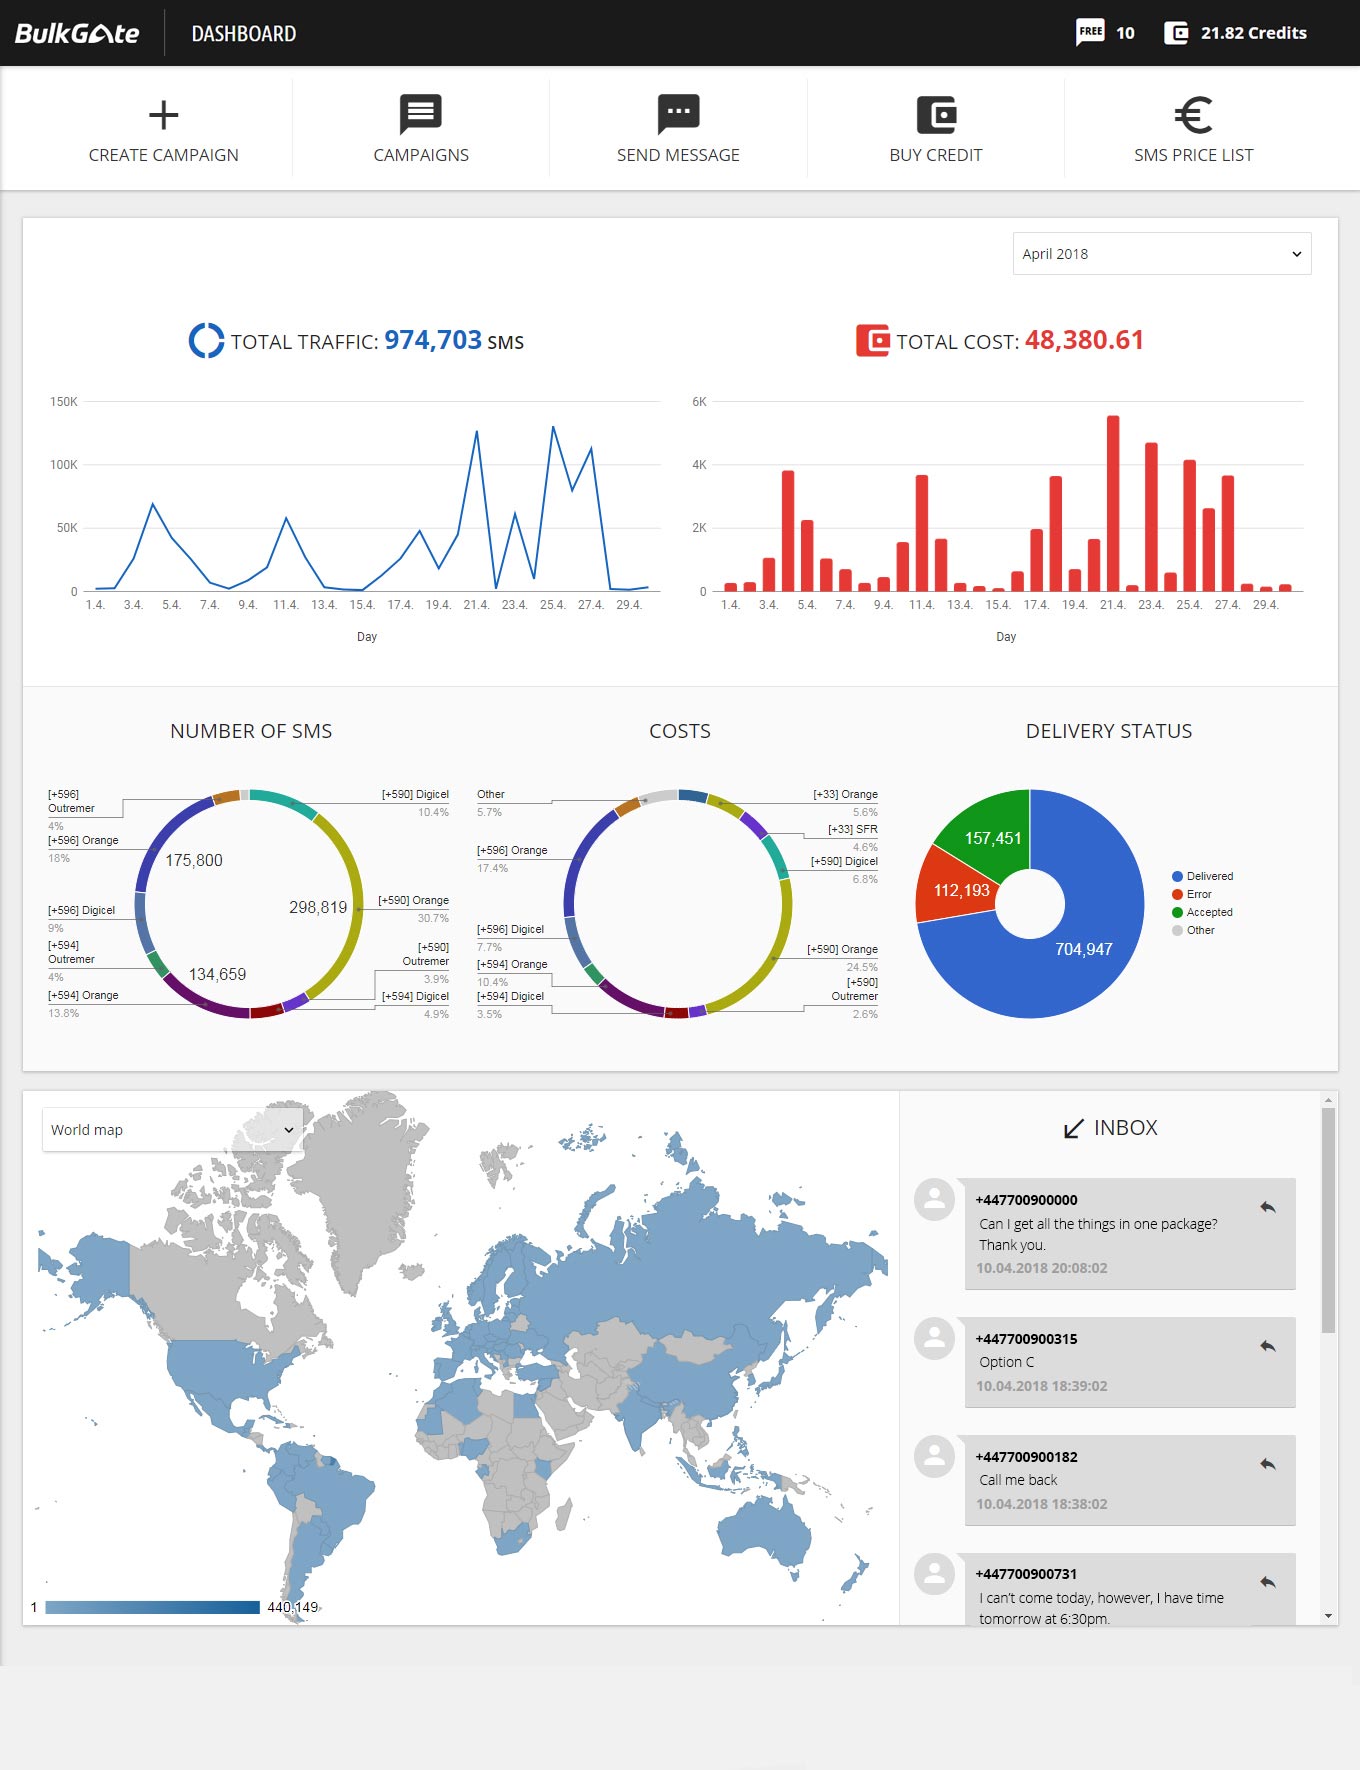 BulkGate
DASHBOARD
FREE 10
21.82 Credits
CREATE CAMPAIGN
CAMPAIGNS
SEND MESSAGE
BUY CREDIT
SMS PRICE LIST
April 2018
TOTAL TRAFFIC: 974,703 SMS
150K
100K
50K
0
1.4. 3.4. 5.4. 7.4. 9.4. 11.4. 13.4. 15.4. 17.4. 19.4. 21.4. 23.4. 25.4. 27.4. 29.4.
Day
TOTAL COST: 48,380.61
6K
4K
2K
0
1.4. 3.4. 5.4. 7.4. 9.4. 11.4. 13.4. 15.4. 17.4. 19.4. 21.4. 23.4. 25.4. 27.4. 29.4.
Day
NUMBER OF SMS
[+596]
Outremer
4%
[+596] Orange
18%
[+596] Digicel
9%
[+594]
Outremer
4%
[+594] Orange
13.8%
175,800
298,819
134,659
[+590] Digicel
10.4%
[+590] Orange
30.7%
[+590]
Outremer
3.9%
[+594] Digicel
4.9%
COSTS
Other
5.7%
[+596] Orange
17.4%
[+596] Digicel
7.7%
[+594] Orange
10.4%
[+594] Digicel
3.5%
[+33] Orange
5.6%
[+33] SFR
4.6%
[+590] Digicel
6.8%
[+590] Orange
24.5%
[+590]
Outremer
2.6%
DELIVERY STATUS
157,451
112,193
704,947
Delivered
Error
Accepted
Other
World map
1
440,149
INBOX
+447700900000
Can I get all the things in one package?
Thank you.
10.04.2018 20:08:02
+447700900315
Option C
10.04.2018 18:39:02
+447700900182
Call me back
10.04.2018 18:38:02
+447700900731
I can't come today, however, I have time
tomorrow at 6:30pm.